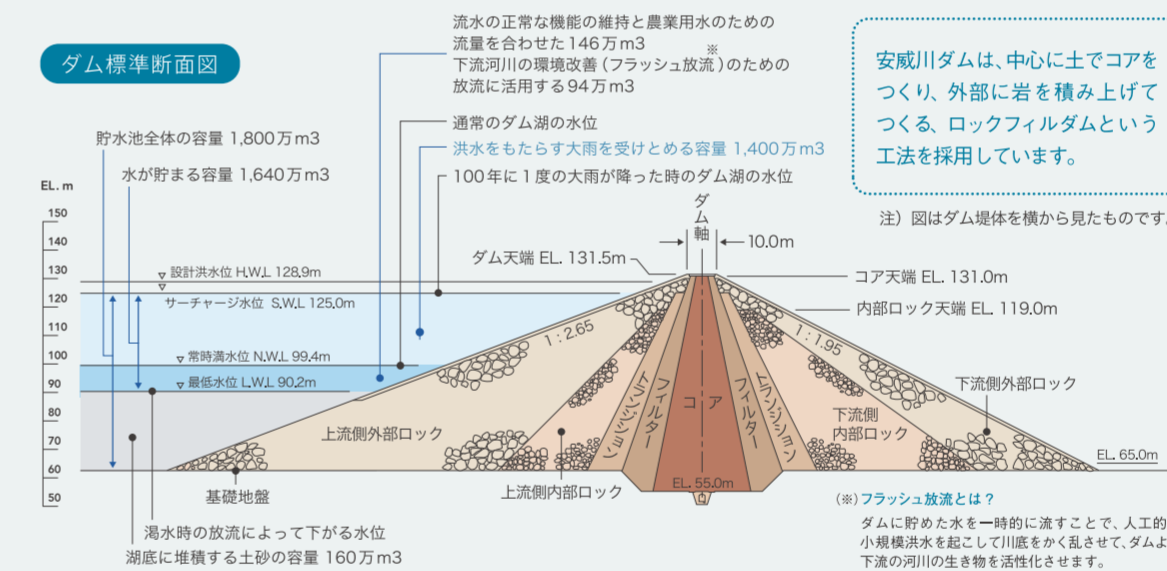 ダム標準断面図
流水の正常な機能の維持と農業用水のための
流量を合わせた146万m3
※
下流河川の環境改善(フラッシュ放流)のための
放流に活用する94万m3
通常のダム湖の水位
洪水をもたらす大雨を受けとめる容量 1,400万m3
100年に1度の大雨が降った時のダム湖の水位
安威川ダムは、中心に土でコアを
つくり、外部に岩を積み上げて
つくる、ロックフィルダムという
工法を採用しています。
注)図はダム堤体を横から見たものです。
貯水池全体の容量 1,800万m3
水が貯まる容量 1,640万m3
EL. m
150
140
130
120
110
100
90
80
70
60
50
ダム軸
10.0m
ダム天端 EL. 131.5m
コア天端 EL. 131.0m
内部ロック天端 EL. 119.0m
▽ 設計洪水位 H.W.L 128.9m
▽
サーチャージ水位 S.W.L 125.0m
▽ 常時満水位 N.W.L 99.4m
▽ 最低水位 L.W.L 90.2m
1:2.65
1:1.95
上流側外部ロック
トランジション
フィルター
コア
フィルター
トランジション
下流側
内部ロック
下流側外部ロック
EL. 65.0m
EL. 55.0m
基礎地盤
上流側内部ロック
渇水時の放流によって下がる水位
湖底に堆積する土砂の容量 160万m3
(※)フラッシュ放流とは?
ダムに貯めた水を一時的に流すことで、人工的
小規模洪水を起こして川底をかく乱させて、ダムよ
下流の河川の生き物を活性化させます。